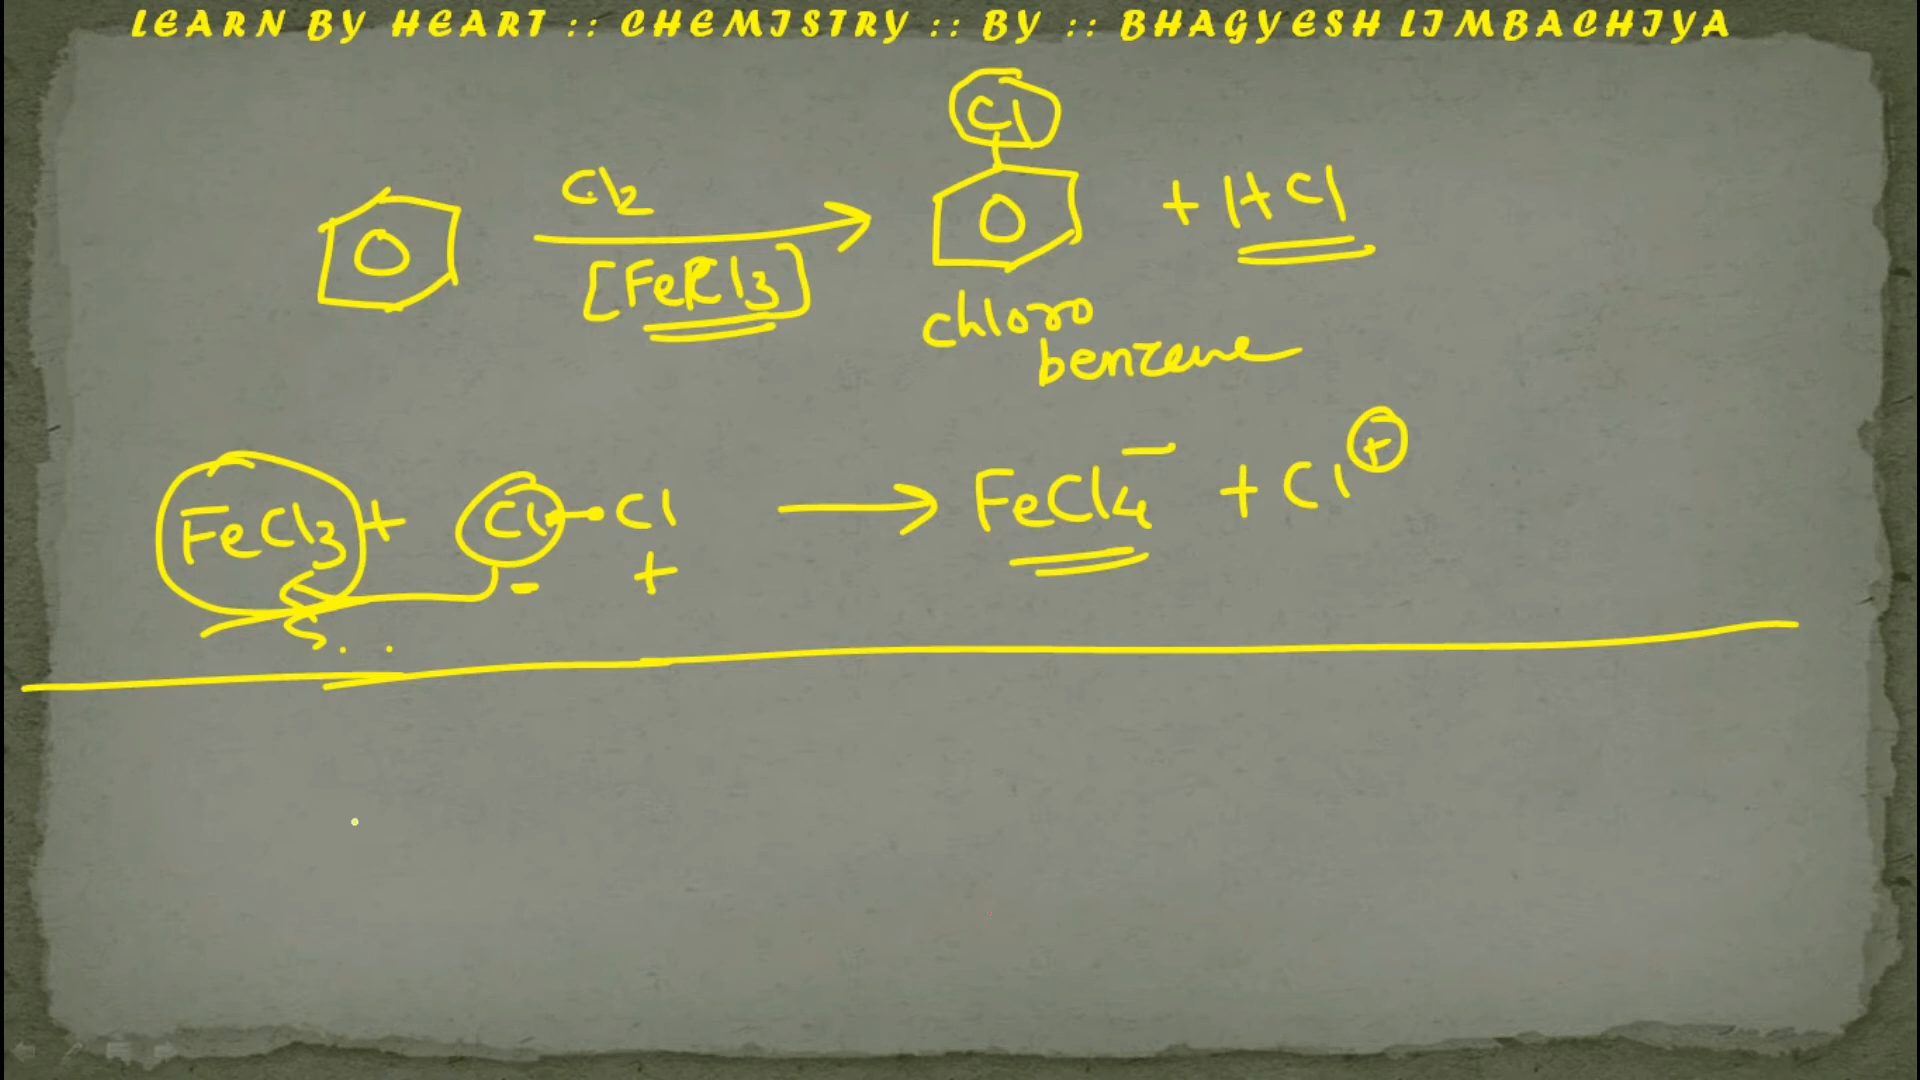 LEARN BY HEART :: CHEMISTRY :: BY :: BHAGYESH LIMBACHIYA
Cl
Cl2
+ HCl
[FeCl3]
chloro
benzene
FeCl3 + Cl-Cl → FeCl4⁻ + Cl⊕
- +